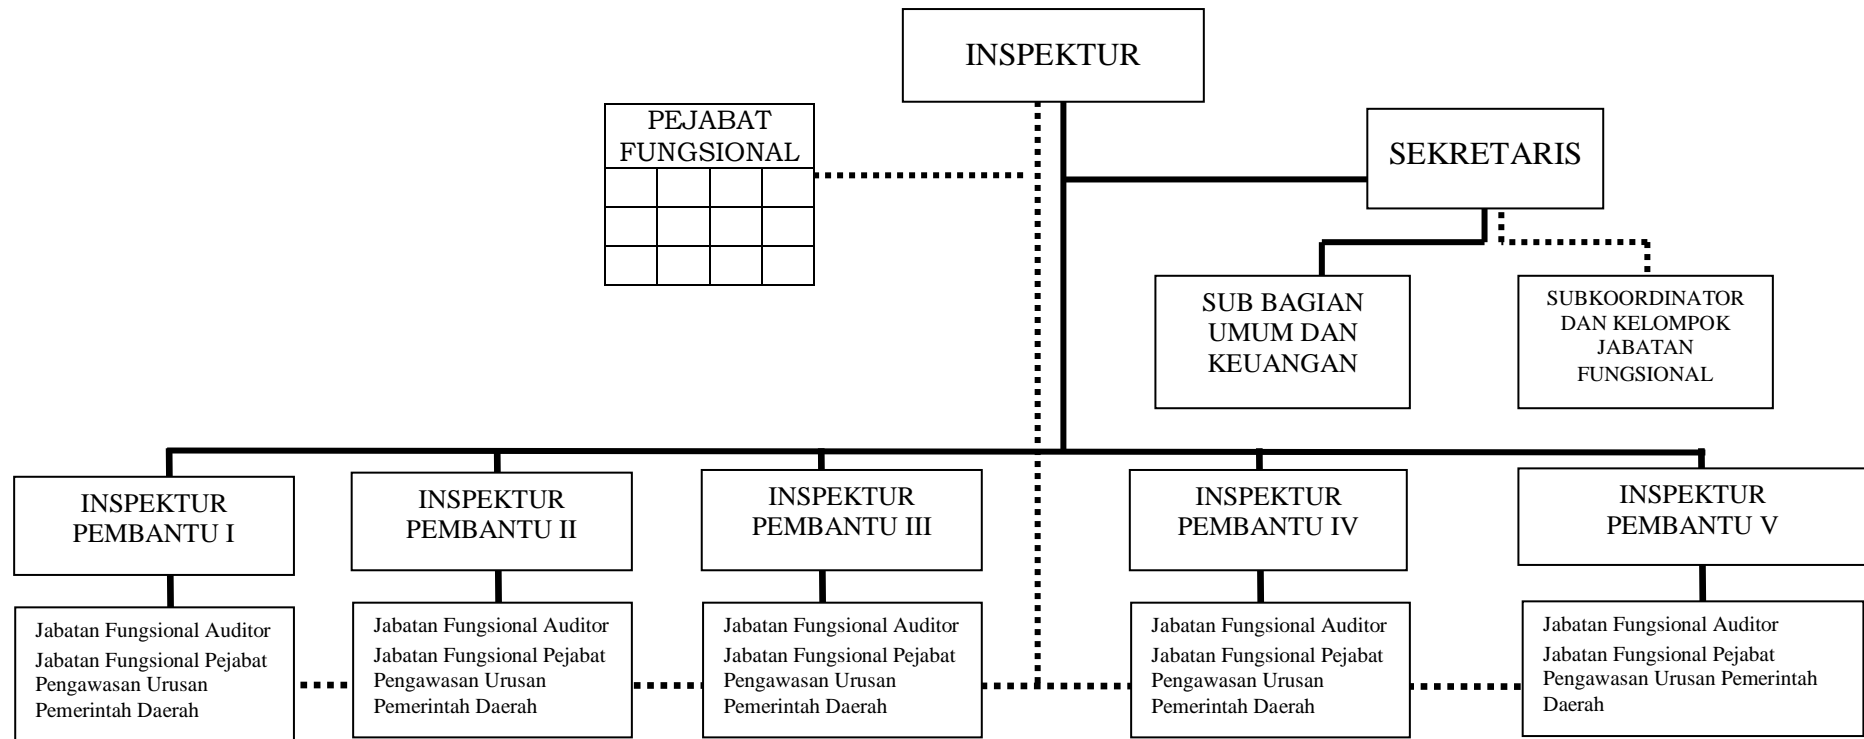 INSPEKTUR
PEJABAT
FUNGSIONAL
SEKRETARIS
SUB BAGIAN
UMUM DAN
KEUANGAN
SUBKOORDINATOR
DAN KELOMPOK
JABATAN
FUNGSIONAL
INSPEKTUR
PEMBANTU I
INSPEKTUR
PEMBANTU II
INSPEKTUR
PEMBANTU III
INSPEKTUR
PEMBANTU IV
INSPEKTUR
PEMBANTU V
Jabatan Fungsional Auditor
Jabatan Fungsional Pejabat
Pengawasan Urusan
Pemerintah Daerah
Jabatan Fungsional Auditor
Jabatan Fungsional Pejabat
Pengawasan Urusan
Pemerintah Daerah
Jabatan Fungsional Auditor
Jabatan Fungsional Pejabat
Pengawasan Urusan
Pemerintah Daerah
Jabatan Fungsional Auditor
Jabatan Fungsional Pejabat
Pengawasan Urusan
Pemerintah Daerah
Jabatan Fungsional Auditor
Jabatan Fungsional Pejabat
Pengawasan Urusan Pemerintah
Daerah